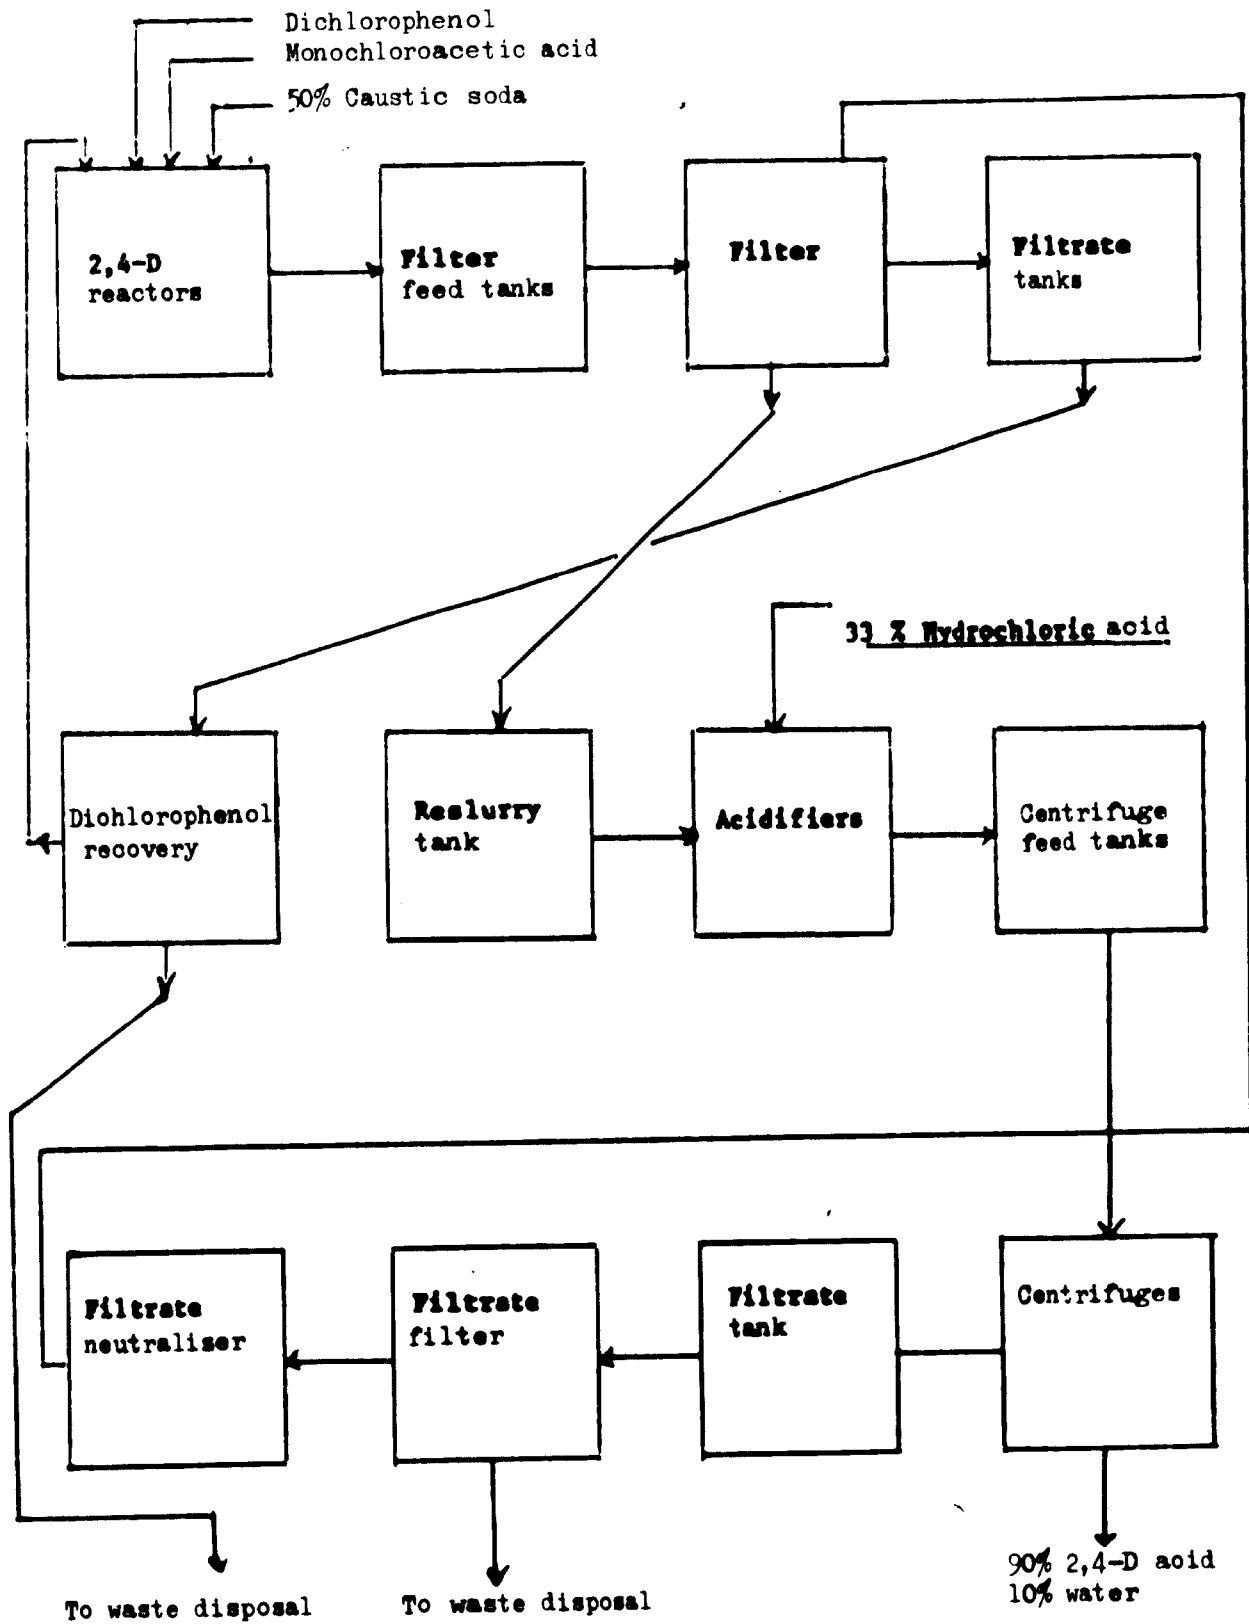 Dichlorophenol
Monochloroacetic acid
50% Caustic soda
2,4-D
reactors
Filter
feed tanks
Filter
Filtrate
tanks
33 % Hydrochloric acid
Dichlorophenol
recovery
Reslurry
tank
Acidifiers
Centrifuge
feed tanks
Filtrate
neutraliser
Filtrate
filter
Filtrate
tank
Centrifuges
90% 2,4-D acid
10% water
To waste disposal
To waste disposal